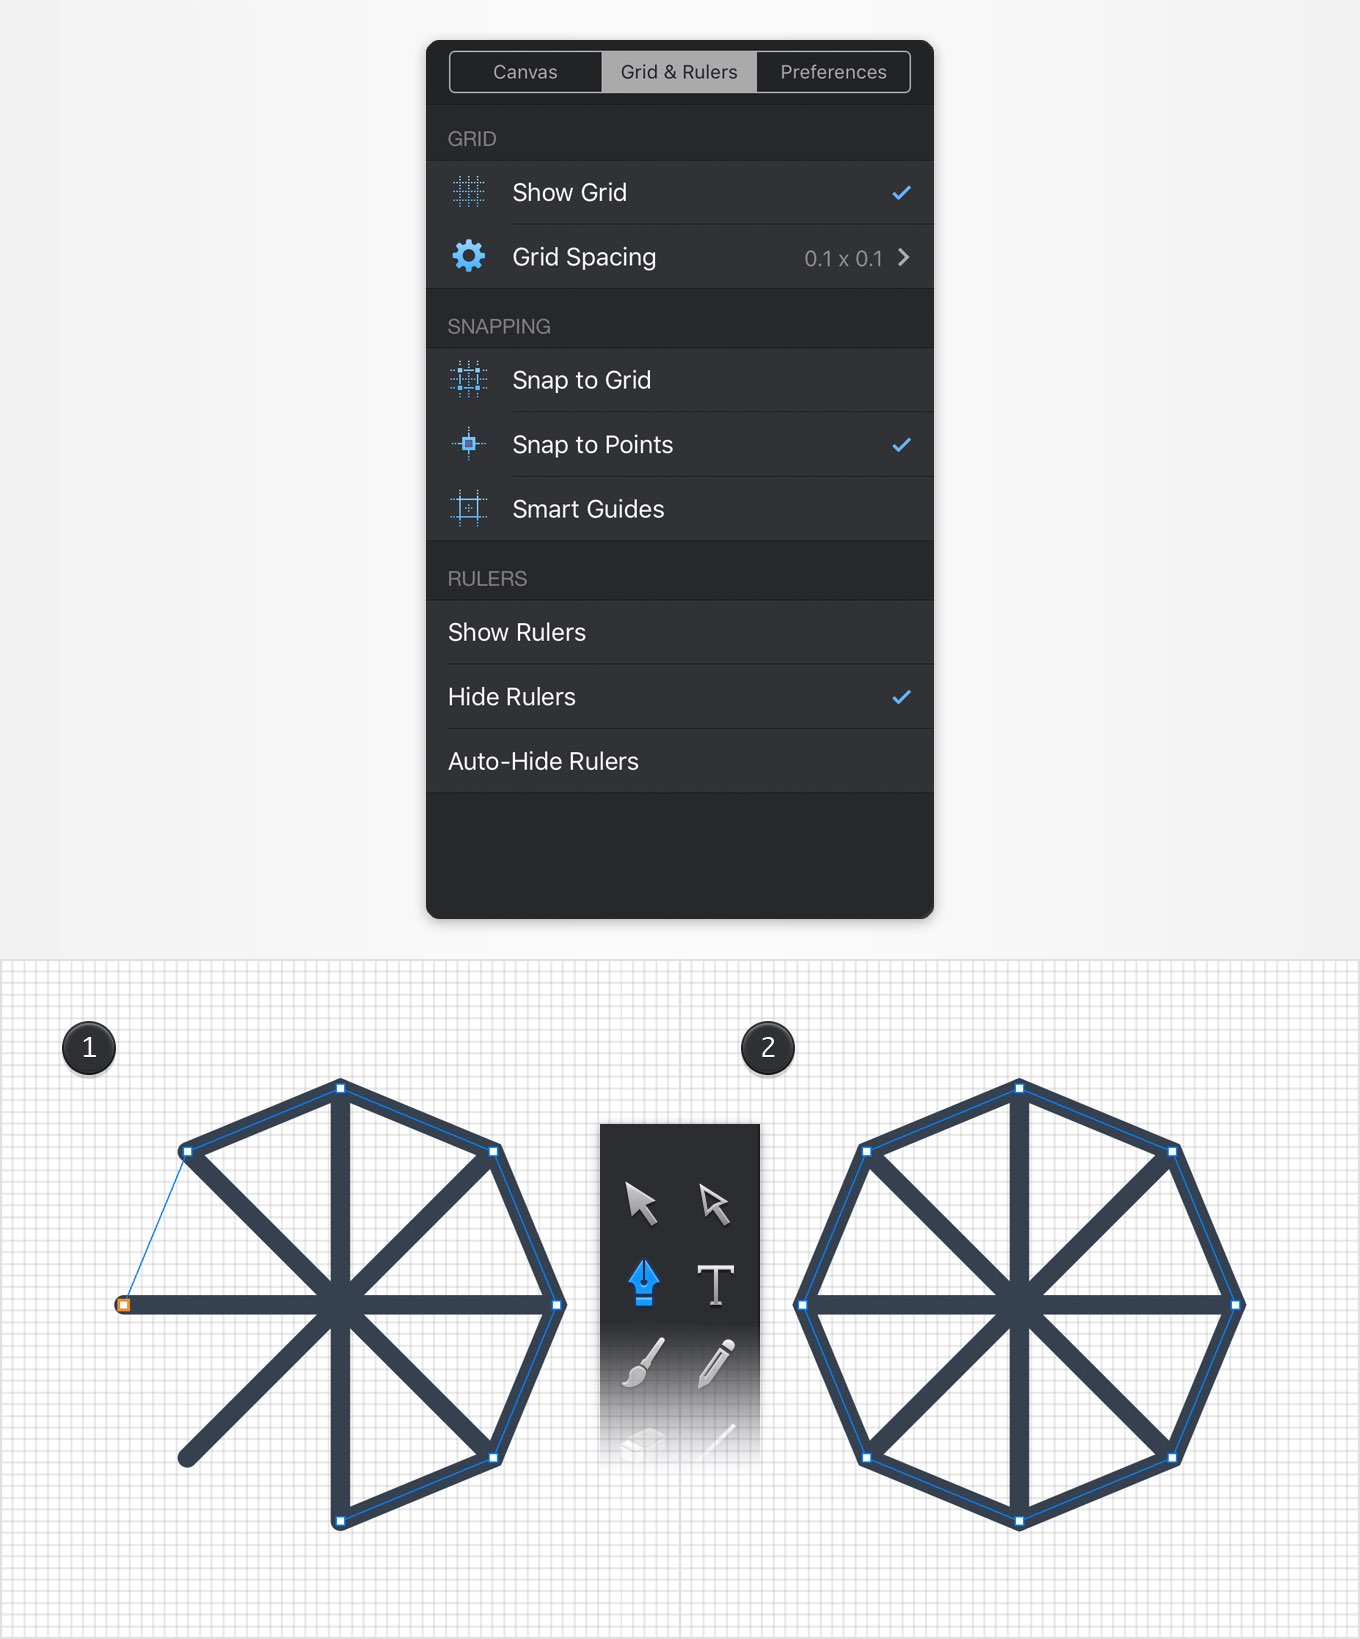 Canvas
Grid & Rulers
Preferences
GRID
Show Grid
Grid Spacing
0.1 x 0.1
SNAPPING
Snap to Grid
Snap to Points
Smart Guides
RULERS
Show Rulers
Hide Rulers
Auto-Hide Rulers
1
2
T